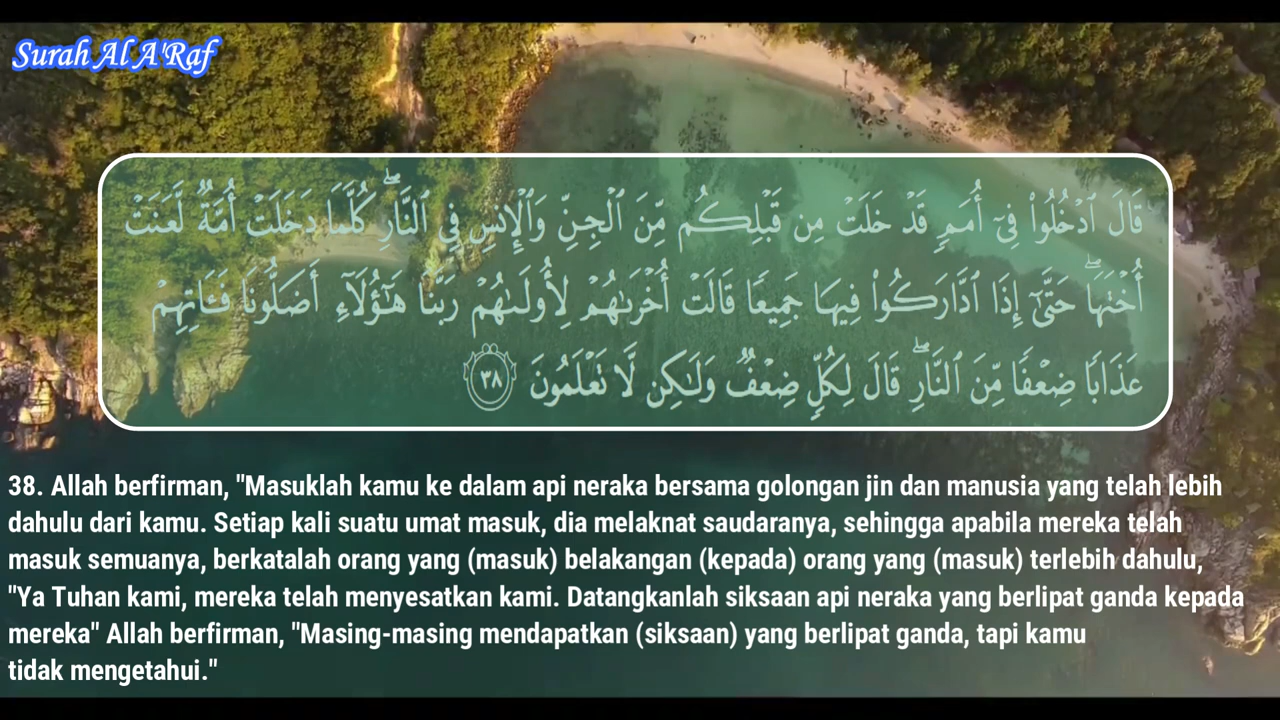 Surah Al A'Raf
قَالَ ٱدْخُلُوا۟ فِىٓ أُمَمٍ قَدْ خَلَتْ مِن قَبْلِكُم مِّنَ ٱلْجِنِّ وَٱلْإِنسِ فِى ٱلنَّارِ ۖ كُلَّمَا دَخَلَتْ أُمَّةٌ لَّعَنَتْ
أُخْتَهَا ۖ حَتَّىٰٓ إِذَا ٱدَّارَكُوا۟ فِيهَا جَمِيعًا قَالَتْ أُخْرَىٰهُمْ لِأُولَىٰهُمْ رَبَّنَا هَٰٓؤُلَآءِ أَضَلُّونَا فَـَٔاتِهِمْ
عَذَابًا ضِعْفًا مِّنَ ٱلنَّارِ ۖ قَالَ لِكُلٍّ ضِعْفٌ وَلَٰكِن لَّا تَعْلَمُونَ ٣٨
38. Allah berfirman, "Masuklah kamu ke dalam api neraka bersama golongan jin dan manusia yang telah lebih
dahulu dari kamu. Setiap kali suatu umat masuk, dia melaknat saudaranya, sehingga apabila mereka telah
masuk semuanya, berkatalah orang yang (masuk) belakangan (kepada) orang yang (masuk) terlebih dahulu,
"Ya Tuhan kami, mereka telah menyesatkan kami. Datangkanlah siksaan api neraka yang berlipat ganda kepada
mereka" Allah berfirman, "Masing-masing mendapatkan (siksaan) yang berlipat ganda, tapi kamu
tidak mengetahui."